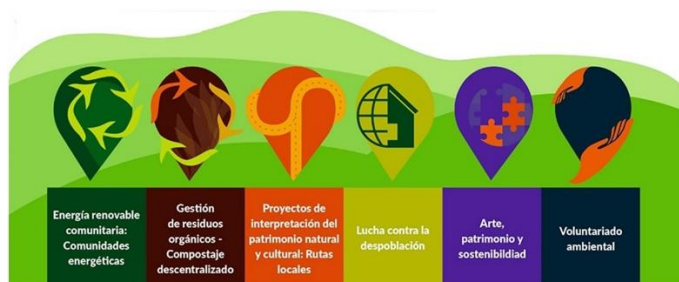 Energía renovable
comunitaria:
Comunidades
energéticas
Gestión
de residuos
orgánicos -
Compostaje
descentralizado
Proyectos de
interpretación del
patrimonio natural
y cultural: Rutas
locales
Lucha contra la
despoblación
Arte,
patrimonio y
sostenibildiad
Voluntariado
ambiental